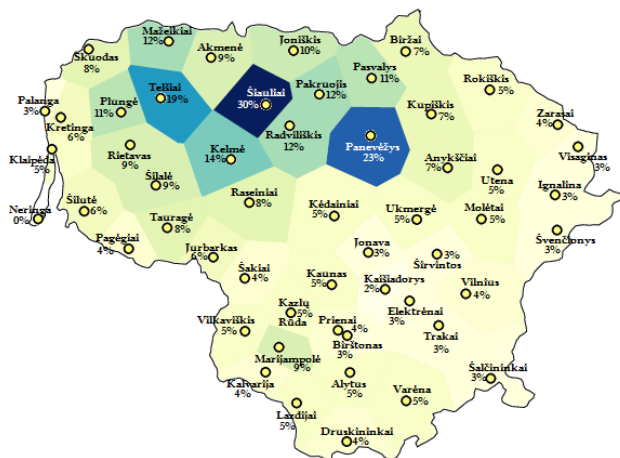 Mažeikiai
12%
Skuodas
8%
Akmenė
9%
Joniškis
10%
Biržai
7%
Pasvalys
11%
Rokiškis
5%
Telšiai
19%
Šiauliai
30%
Pakruojis
12%
Palanga
3%
Plungė
11%
Kretinga
6%
Kupiškis
7%
Zarasai
4%
Radviliškis
12%
Panevėžys
23%
Visaginas
3%
Klaipėda
5%
Rietavas
9%
Kelmė
14%
Anykščiai
7%
Utena
5%
Šilalė
9%
Ignalina
3%
Neringa
0%
Šilutė
6%
Raseiniai
8%
Kėdainiai
5%
Ukmergė
5%
Molėtai
5%
Tauragė
8%
Švenčionys
3%
Pagėgiai
4%
Jurbarkas
6%
Jonava
3%
3%
Širvintos
Šakiai
4%
Kaunas
5%
Kaišiadorys
2%
Vilnius
4%
Kazlų
5%
Rūda
Elektrėnai
3%
Vilkaviškis
5%
Prienai
4%
Birštonas
3%
Trakai
3%
Marijampolė
9%
Kalvarija
4%
Alytus
5%
Šalčininkai
3%
Lardijai
5%
Varėna
5%
Druskininkai
4%